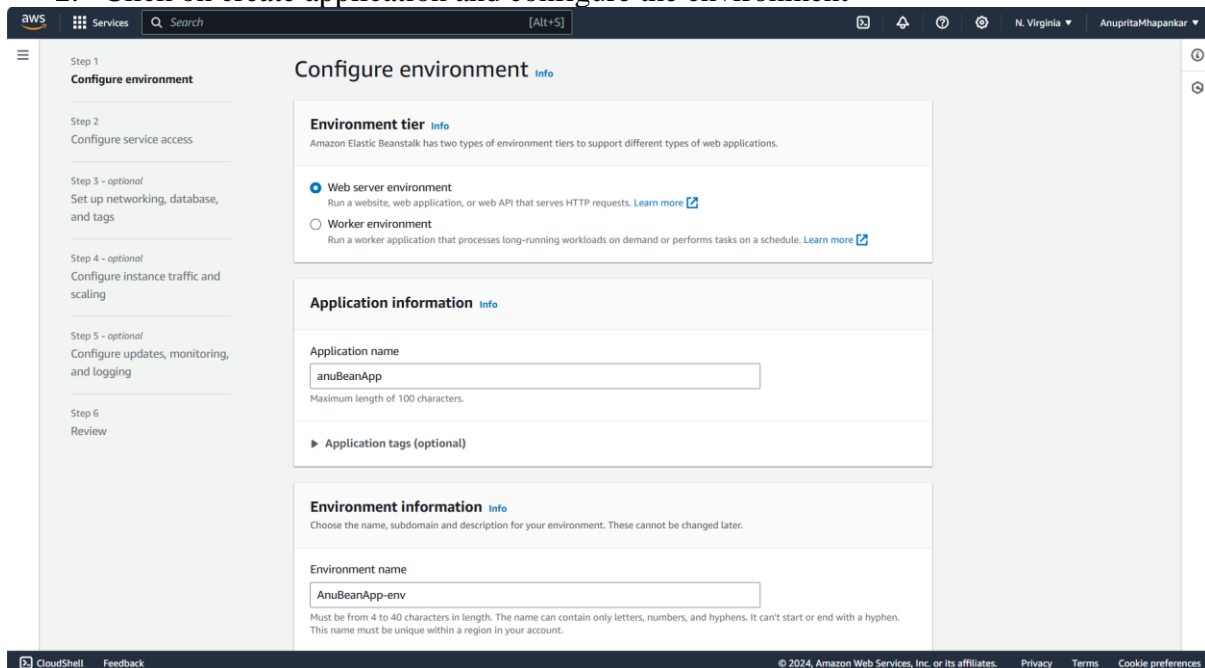 2. Click on create application and configure the environment
aws
Services
Search
[Alt+S]
N. Virginia ▼
AnupritaMhapankar ▼
Step 1
Configure environment
Step 2
Configure service access
Step 3 - optional
Set up networking, database,
and tags
Step 4 - optional
Configure instance traffic and
scaling
Step 5 - optional
Configure updates, monitoring,
and logging
Step 6
Review
Configure environment Info
Environment tier Info
Amazon Elastic Beanstalk has two types of environment tiers to support different types of web applications.
Web server environment
Run a website, web application, or web API that serves HTTP requests. Learn more
Worker environment
Run a worker application that processes long-running workloads on demand or performs tasks on a schedule. Learn more
Application information Info
Application name
anuBeanApp
Maximum length of 100 characters.
▶ Application tags (optional)
Environment information Info
Choose the name, subdomain and description for your environment. These cannot be changed later.
Environment name
AnuBeanApp-env
Must be from 4 to 40 characters in length. The name can contain only letters, numbers, and hyphens. It can't start or end with a hyphen.
This name must be unique within a region in your account.
CloudShell Feedback
© 2024, Amazon Web Services, Inc. or its affiliates. Privacy Terms Cookie preferences